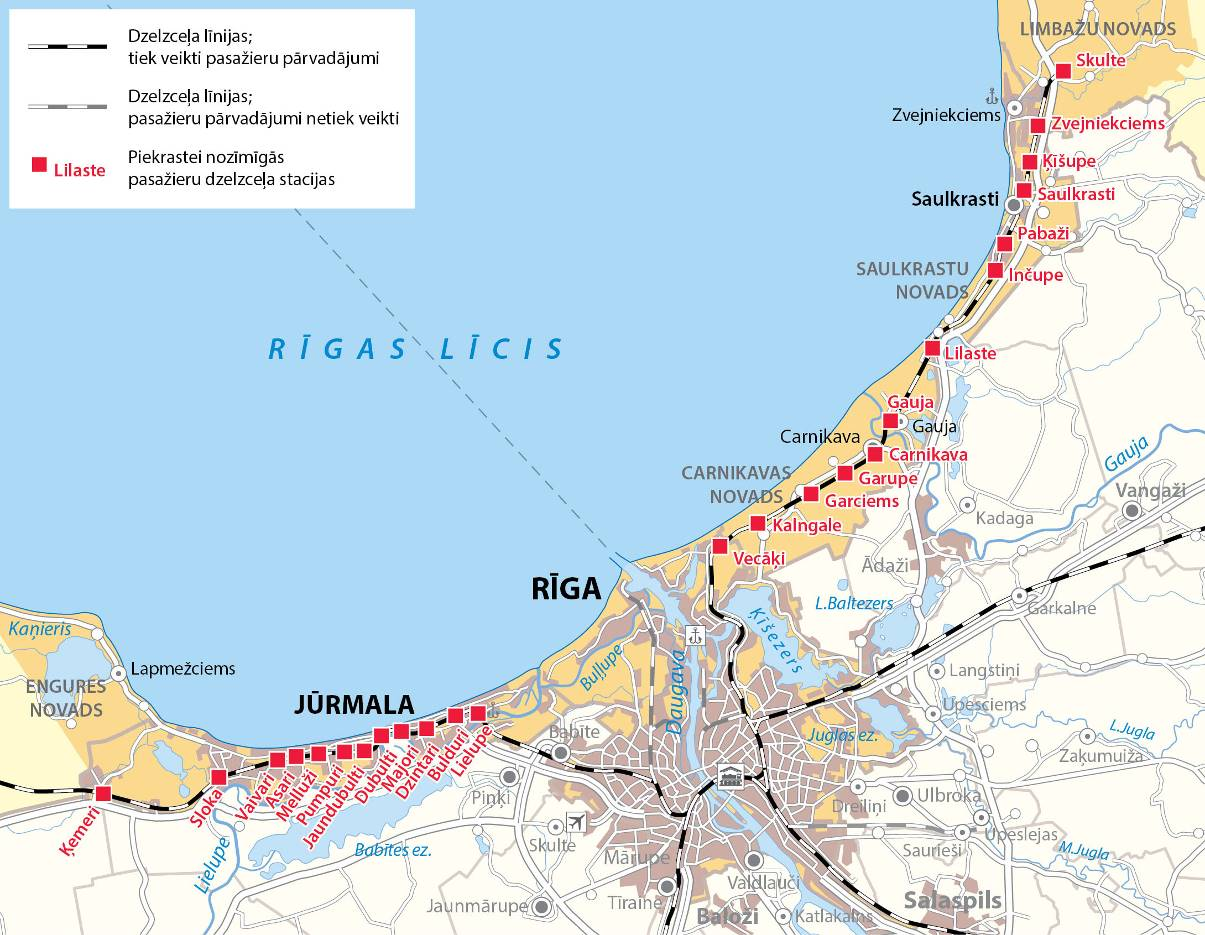 Dzelzceļa līnijas;
tiek veikti pasažieru pārvadājumi
Dzelzceļa līnijas;
pasažieru pārvadājumi netiek veikti
Lilaste
Piekrastei nozīmīgās
pasažieru dzelzceļa stacijas
LIMBAŽU NOVADS
Skulte
Zvejniekciems
Zvejniekciems
Ķīšupe
Saulkrasti
Saulkrasti
Pabaži
SAULKRASTU
NOVADS
Inčupe
RĪGAS LĪCIS
Lilaste
Gauja
Gauja
Carnikava
Carnikava
Gauja
CARNIKAVAS
NOVADS
Garupe
Garciems
Vangaži
Kadaga
Kalngale
Vecāķi
Ādaži
RĪGA
L.Baltezers
Garkalne
Ķīšezers
Kaņieris
Lapmežciems
Buļļupe
Daugava
Langstiņi
ENGURES
NOVADS
JŪRMALA
Upesciems
Babīte
Juglas ez.
L.Jugla
Zaķumuiža
Ķemeri
Sloka
Vaivari
Asari
Melluži
Pumpuri
Jaundubulti
Dubulti
Majori
Dzintari
Bulduri
Lielupe
Piņķi
Dreiliņi
Ulbroka
Upeslejas
Skulte
Saurieši
M.Jugla
Babītes ez.
Lielupe
Mārupe
Valdlauči
Tīraine
Jaunmārupe
Baloži
Katlakalns
Salaspils